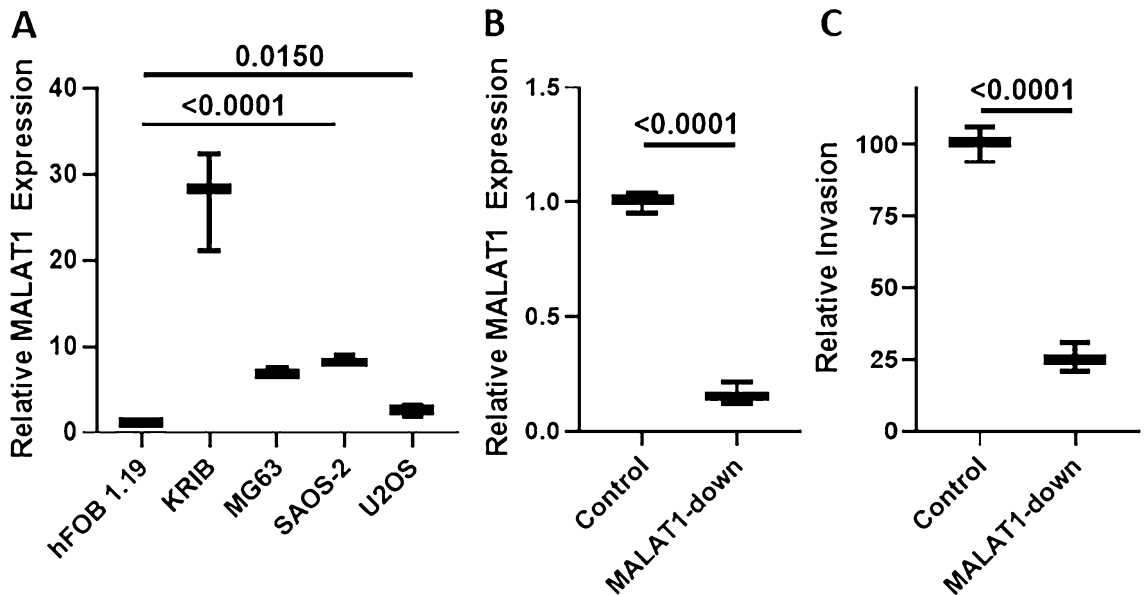 A
Relative MALAT1 Expression
0.0150
<0.0001
40
30
20
10
0
hFOB 1.19
KRIB
MG63
SAOS-2
U2OS
B
Relative MALAT1 Expression
<0.0001
1.5
1.0
0.5
0.0
Control
MALAT1-down
C
Relative Invasion
<0.0001
100
75
50
25
0
Control
MALAT1-down